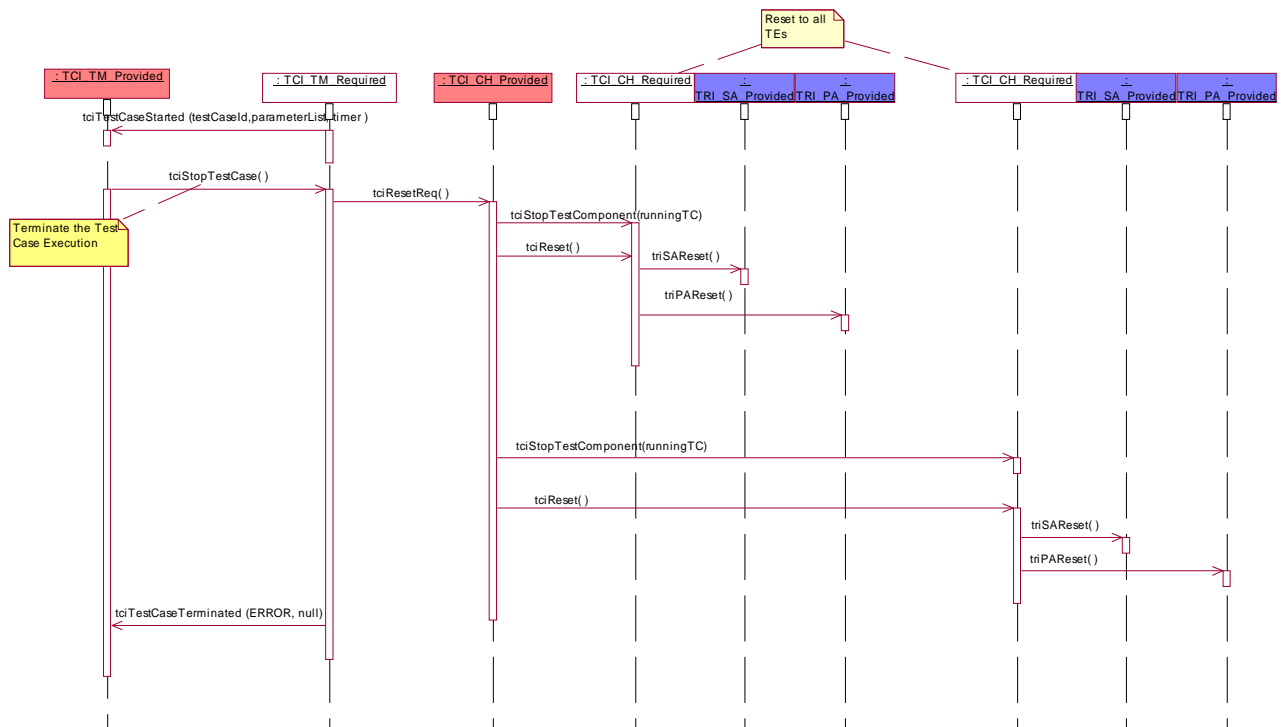 Reset to all
TEs
: TCI_TM_Provided
: TCI_TM_Required
: TCI_CH_Provided
: TCI_CH_Required
:
TRI_SA_Provided
:
TRI_PA_Provided
: TCI_CH_Required
:
TRI_SA_Provided
:
TRI_PA_Provided
tciTestCaseStarted (testCaseId,parameterList, timer )
tciStopTestCase( )
tciResetReq( )
tciStopTestComponent(runningTC)
Terminate the Test
Case Execution
tciReset( )
triSAReset( )
triPAReset( )
tciStopTestComponent(runningTC)
tciReset( )
triSAReset( )
triPAReset( )
tciTestCaseTerminated (ERROR, null)